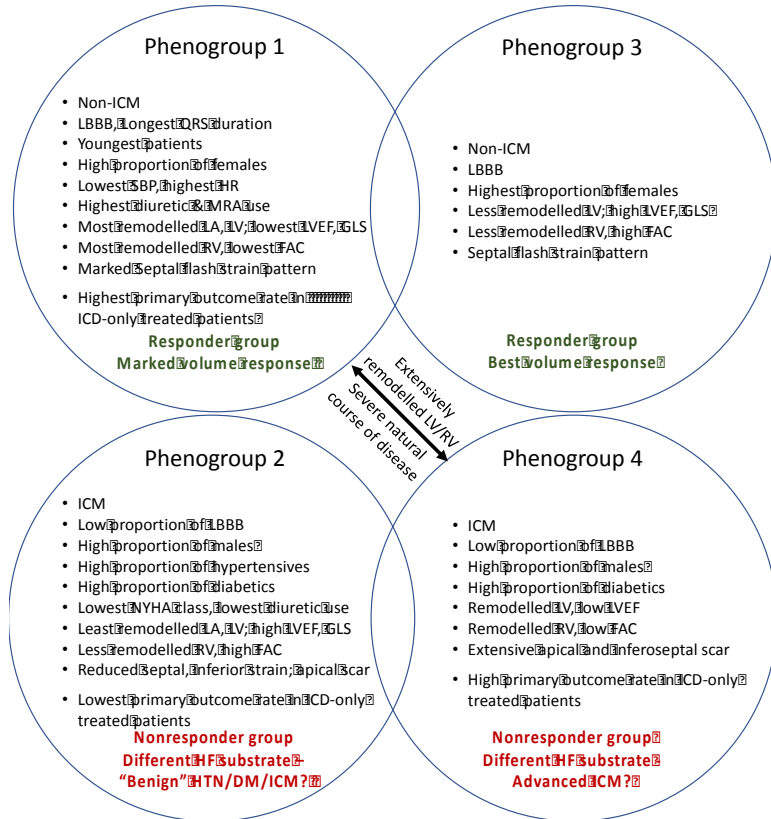 Phenogroup 1
• Non-ICM
• LBBB, Longest QRS duration
• Youngest patients
• High proportion of females
• Lowest SBP, highest HR
• Highest diuretic & MRA use
• Most remodelled LA, LV; lowest LVEF, GLS
• Most remodelled RV, lowest FAC
• Marked Septal flash strain pattern
• Highest primary outcome rate in
ICD-only treated patients
Responder group
Marked volume response
Phenogroup 3
• Non-ICM
• LBBB
• Highest proportion of females
• Less remodelled LV; high LVEF, GLS
• Less remodelled RV, high FAC
• Septal flash strain pattern
Responder group
Best volume response
Extensively
remodelled LV/RV
Severe natural
course of disease
Phenogroup 2
• ICM
• Low proportion of LBBB
• High proportion of males
• High proportion of hypertensives
• High proportion of diabetics
• Lowest NYHA class, lowest diuretic use
• Least remodelled LA, LV; high LVEF, GLS
• Less remodelled RV, high FAC
• Reduced septal, inferior strain; apical scar
• Lowest primary outcome rate in ICD-only
treated patients
Nonresponder group
Different HF substrate –
“Benign” HTN/DM/ICM?
Phenogroup 4
• ICM
• Low proportion of LBBB
• High proportion of males
• High proportion of diabetics
• Remodelled LV, low LVEF
• Remodelled RV, low FAC
• Extensive apical and inferoseptal scar
• High primary outcome rate in ICD-only
treated patients
Nonresponder group
Different HF substrate -
Advanced ICM?